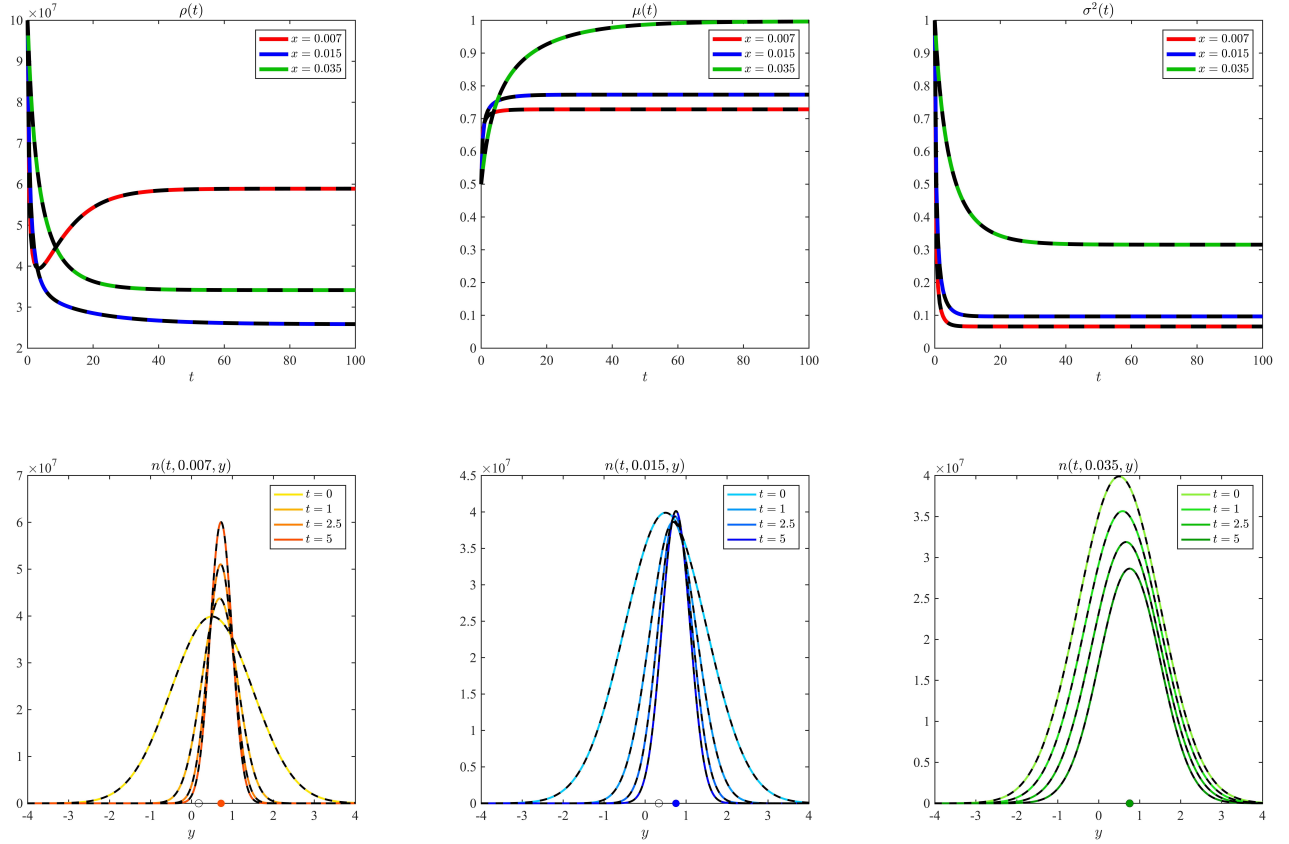 ρ(t)
×10⁷
10
9
8
7
6
5
4
3
2
0 20 40 60 80 100
t
x = 0.007
x = 0.015
x = 0.035
μ(t)
1
0.9
0.8
0.7
0.6
0.5
0.4
0.3
0.2
0.1
0
0 20 40 60 80 100
t
x = 0.007
x = 0.015
x = 0.035
σ²(t)
1
0.9
0.8
0.7
0.6
0.5
0.4
0.3
0.2
0.1
0
0 20 40 60 80 100
t
x = 0.007
x = 0.015
x = 0.035
n(t, 0.007, y)
×10⁷
7
6
5
4
3
2
1
0
-4 -3 -2 -1 0 1 2 3 4
y
t = 0
t = 1
t = 2.5
t = 5
n(t, 0.015, y)
×10⁷
4.5
4
3.5
3
2.5
2
1.5
1
0.5
0
-4 -3 -2 -1 0 1 2 3 4
y
t = 0
t = 1
t = 2.5
t = 5
n(t, 0.035, y)
×10⁷
4
3.5
3
2.5
2
1.5
1
0.5
0
-4 -3 -2 -1 0 1 2 3 4
y
t = 0
t = 1
t = 2.5
t = 5